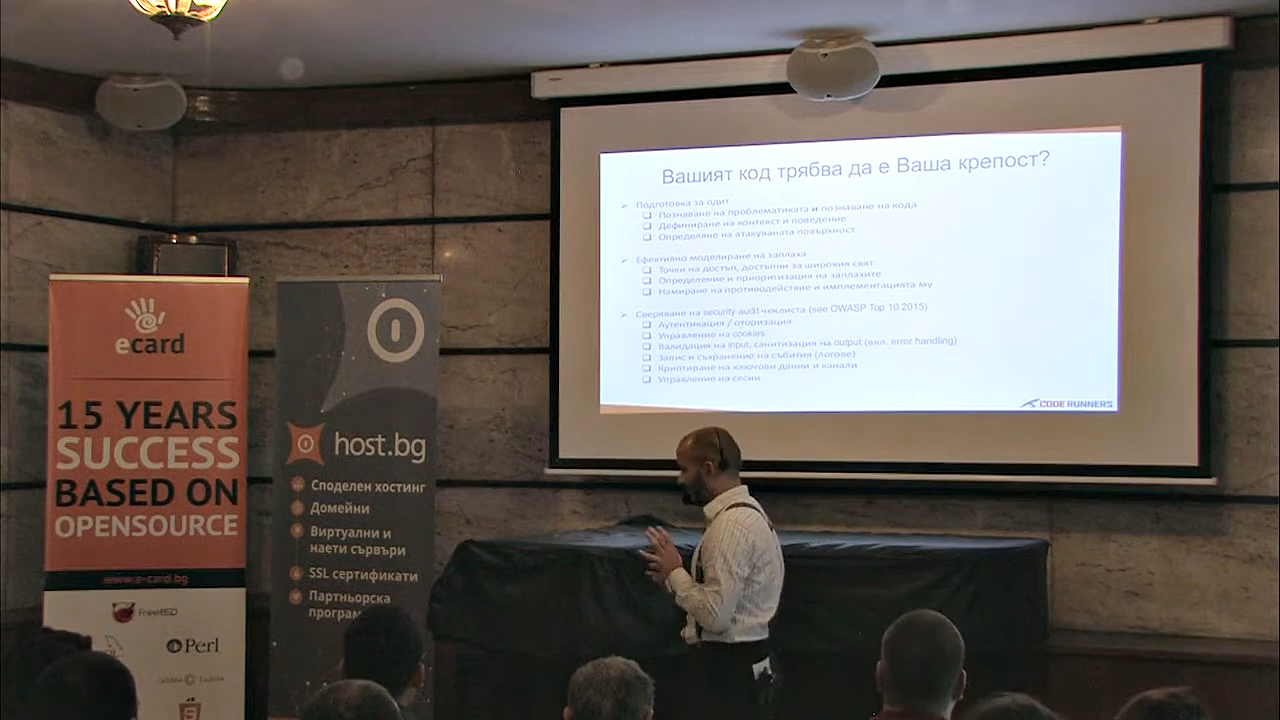 Вашият код трябва да е Ваша крепост?
Подготовка за одит
Познаване на проблематиката и познаване на кода
Дефиниране на контекст и поведение
Определяне на атакуваната повърхност
Ефективно моделиране на заплаха
Точки на достъп, достъпни за широкия свят
Определение и приоритизация на заплахите
Намиране на противодействие и имплементацията му
Сверяване на security audit чеклиста (see OWASP Top 10 2015)
Аутентикация / оторизация
Управление на cookies
Валидация на input, санитизация на output (вкл. error handling)
Запис и съхранение на събития (логове)
Криптиране на ключови данни и канали
Управление на сесии
CODE RUNNERS
ecard
15 YEARS
SUCCESS
BASED ON
OPENSOURCE
www.e-card.bg
FreeBSD
Perl
host.bg
Споделен хостинг
Домейни
Виртуални и
наети сървъри
SSL сертификати
Партньорска
програм